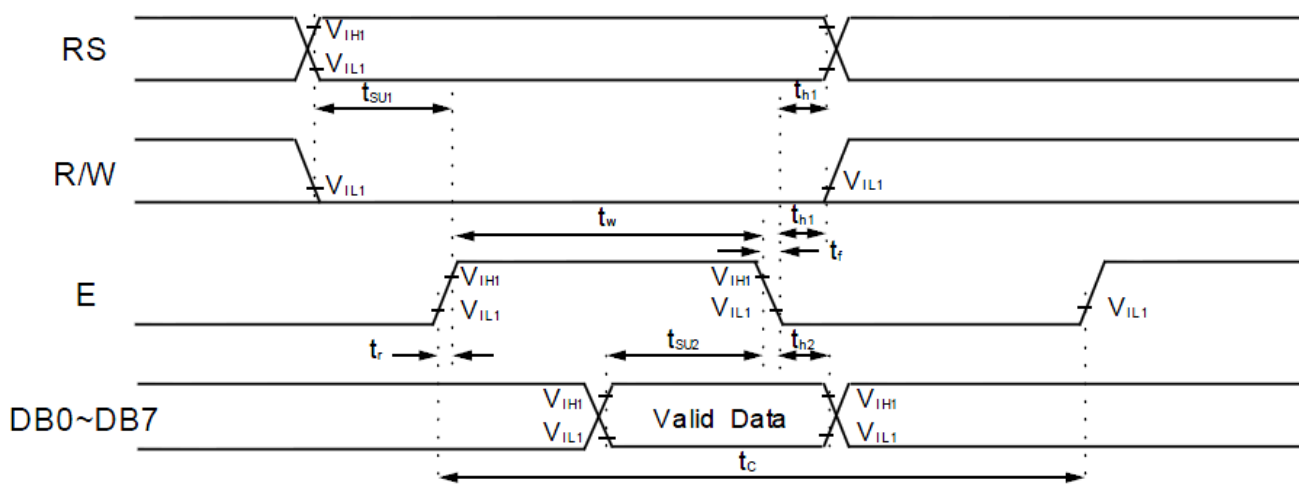 RS
VIH1
VIL1
tSU1
th1
R/W
VIL1
VIL1
tw
th1
tf
E
VIH1
VIL1
VIH1
VIL1
VIL1
tr
tSU2
th2
DB0~DB7
VIH1
VIL1
Valid Data
VIH1
VIL1
tC